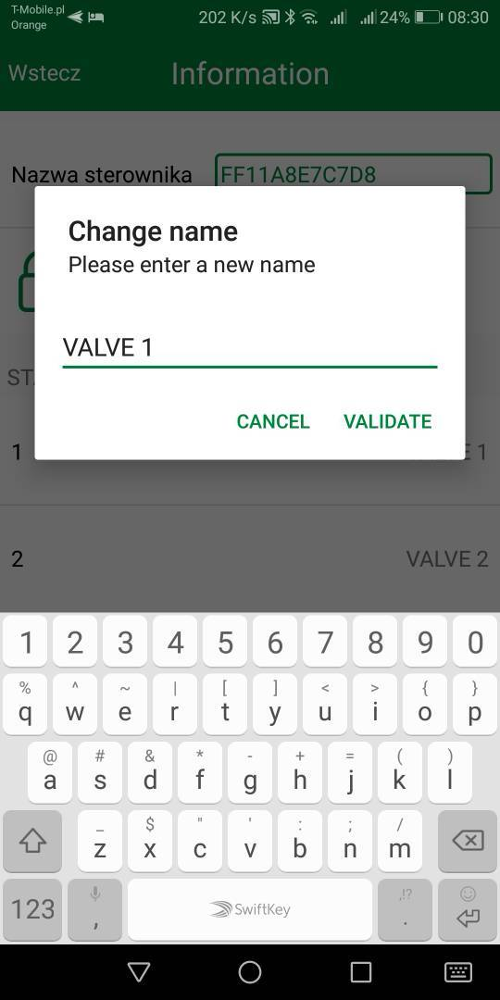 T-Mobile.pl
Orange
202 K/s
24%
08:30
Wstecz
Information
Nazwa sterownika
FF11A8E7C7D8
Change name
Please enter a new name
VALVE 1
CANCEL
VALIDATE
ST
1
E 1
2
VALVE 2
1 2 3 4 5 6 7 8 9 0
% ^ ~ | [ ] < > { }
q w e r t y u i o p
@ # & * - + = ( )
a s d f g h j k l
_ $ " ' : ; /
z x c v b n m
123
,
SwiftKey
,!?
.